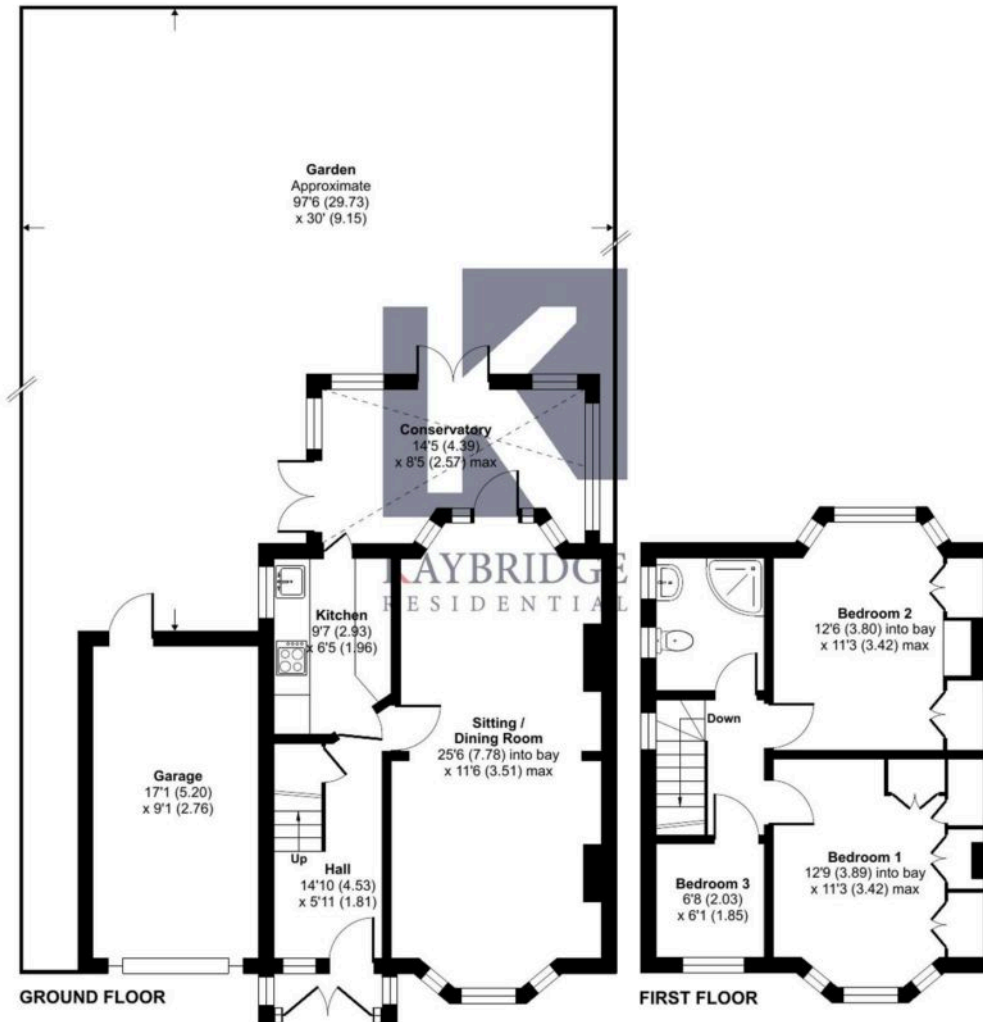 Garden
Approximate
97'6 (29.73)
x 30' (9.15)
Conservatory
14'5 (4.39)
x 8'5 (2.57) max
KAYBRIDGE
RESIDENTIAL
Kitchen
9'7 (2.93)
x 6'5 (1.96)
Sitting /
Dining Room
25'6 (7.78) into bay
x 11'6 (3.51) max
Garage
17'1 (5.20)
x 9'1 (2.76)
Up
Hall
14'10 (4.53)
x 5'11 (1.81)
GROUND FLOOR
Bedroom 2
12'6 (3.80) into bay
x 11'3 (3.42) max
Down
Bedroom 1
12'9 (3.89) into bay
x 11'3 (3.42) max
Bedroom 3
6'8 (2.03)
x 6'1 (1.85)
FIRST FLOOR